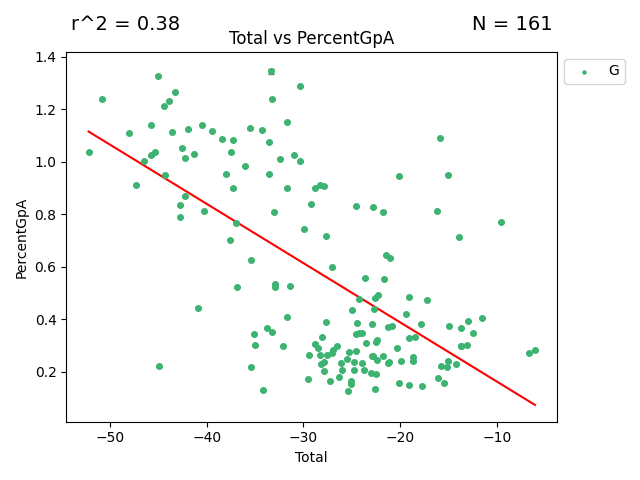 r^2 = 0.38
N = 161
Total vs PercentGpA
G
1.4
1.2
1.0
0.8
0.6
0.4
0.2
PercentGpA
−50
−40
−30
−20
−10
Total